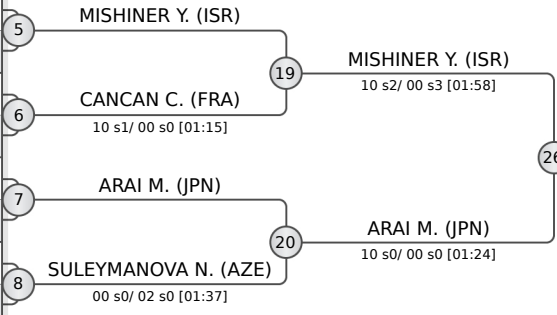 MISHINER Y. (ISR)
5
19
MISHINER Y. (ISR)
10 s2/ 00 s3 [01:58]
CANCAN C. (FRA)
6
10 s1/ 00 s0 [01:15]
26
ARAI M. (JPN)
7
20
ARAI M. (JPN)
10 s0/ 00 s0 [01:24]
SULEYMANOVA N. (AZE)
8
00 s0/ 02 s0 [01:37]